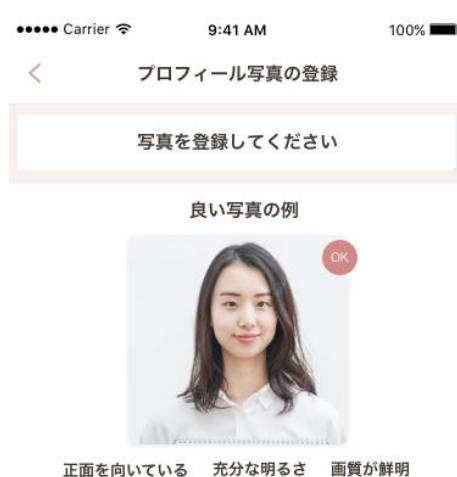 Carrier 9:41 AM 100%
プロフィール写真の登録
写真を登録してください
良い写真の例
OK
正面を向いている 充分な明るさ 画質が鮮明